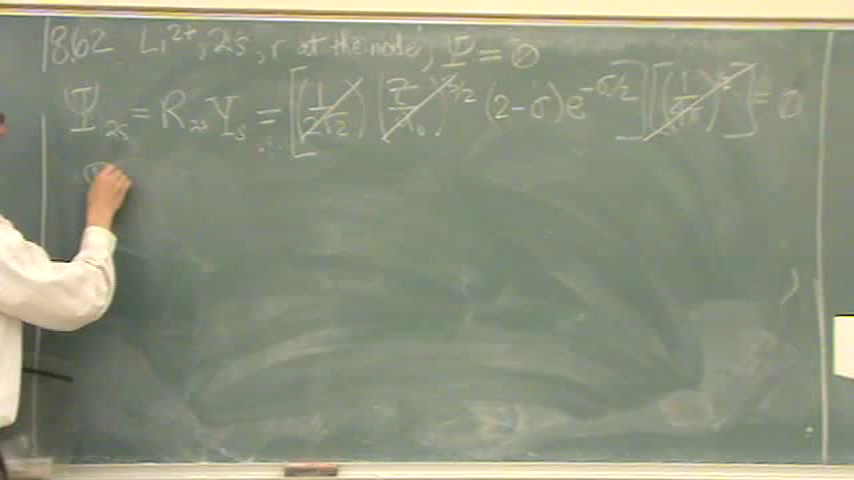 8.62 Li²⁺, 2s, r at the node, Ψ = 0
Ψ₂ₛ = R₂ₛ Yₛ = [(1/2√2) (Z/a₀)^3/2 (2-σ) e^-σ/2] [(1/4π)^½] = 0